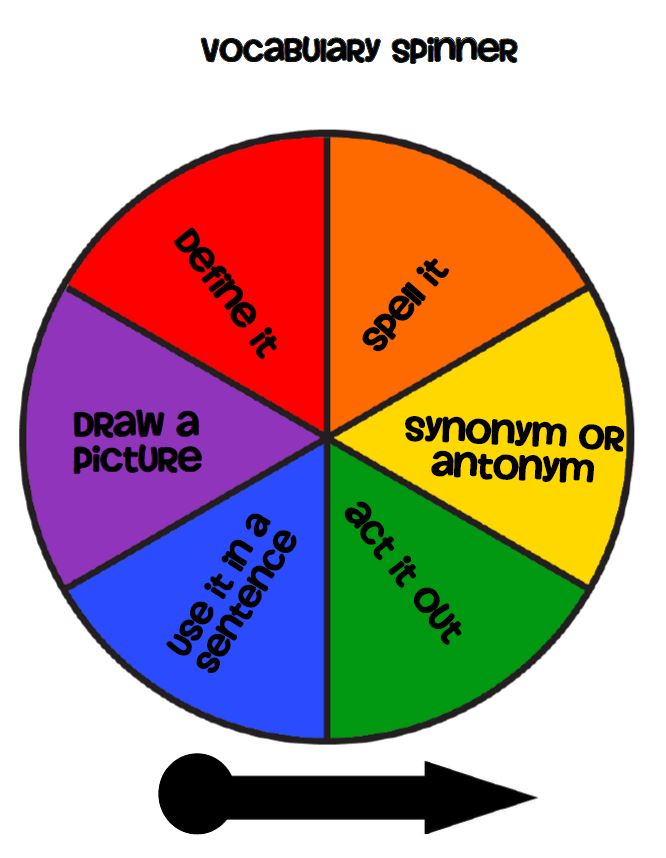 Vocabulary Spinner
Define it
Spell it
Draw a
Picture
Synonym or
antonym
use it in a
sentence
act it out